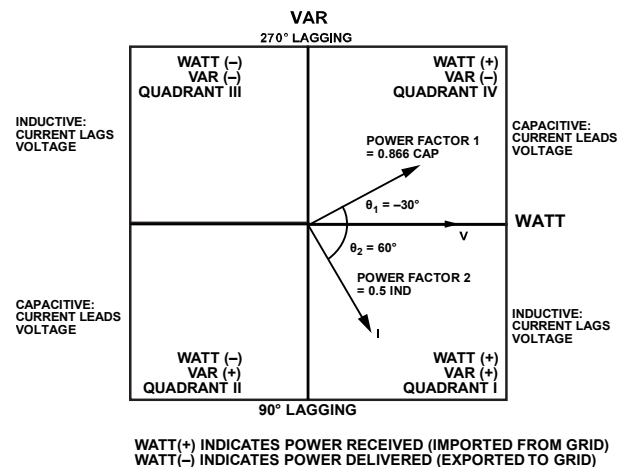 VAR
270° LAGGING
WATT (–)
VAR (–)
QUADRANT III
WATT (+)
VAR (–)
QUADRANT IV
INDUCTIVE:
CURRENT LAGS
VOLTAGE
CAPACITIVE:
CURRENT LEADS
VOLTAGE
POWER FACTOR 1
= 0.866 CAP
θ1 = –30°
WATT
V
θ2 = 60°
POWER FACTOR 2
= 0.5 IND
I
CAPACITIVE:
CURRENT LEADS
VOLTAGE
INDUCTIVE:
CURRENT LAGS
VOLTAGE
WATT (–)
VAR (+)
QUADRANT II
WATT (+)
VAR (+)
QUADRANT I
90° LAGGING
WATT(+) INDICATES POWER RECEIVED (IMPORTED FROM GRID)
WATT(–) INDICATES POWER DELIVERED (EXPORTED TO GRID)